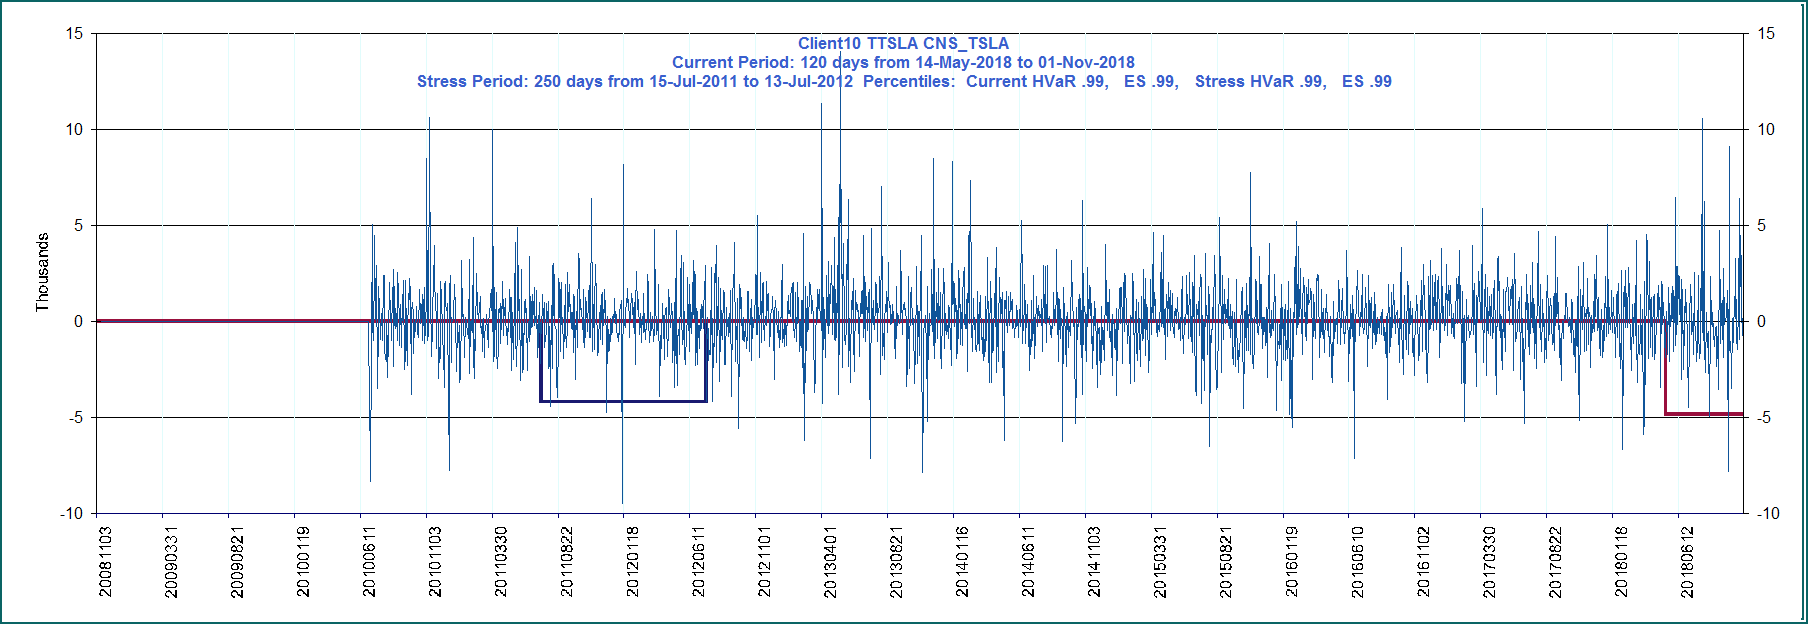 Client10 TTSLA CNS_TSLA
Current Period: 120 days from 14-May-2018 to 01-Nov-2018
Stress Period: 250 days from 15-Jul-2011 to 13-Jul-2012 Percentiles: Current HVaR .99, ES .99, Stress HVaR .99, ES .99
15 15
10 10
5 5
Thousands
0 0
-5 -5
-10 -10
20081103 20090331 20090821 20100119 20100611 20101103 20110330 20110822 20120118 20120611 20121101 20130401 20130821 20140116 20140611 20141103 20150331 20150821 20160119 20160610 20161102 20170330 20170822 20180118 20180612